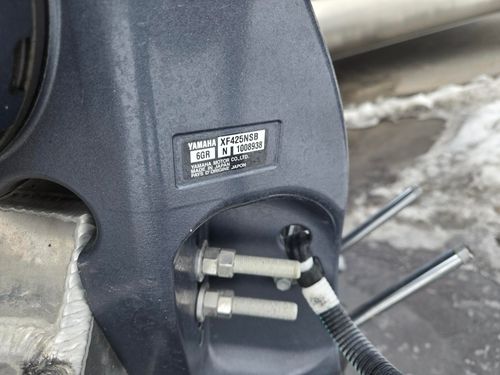 YAMAHA XF425NSB
6GR N 1008938
YAMAHA MOTOR CO.,LTD.
MADE IN JAPAN
PAYS D'ORIGINE JAPON